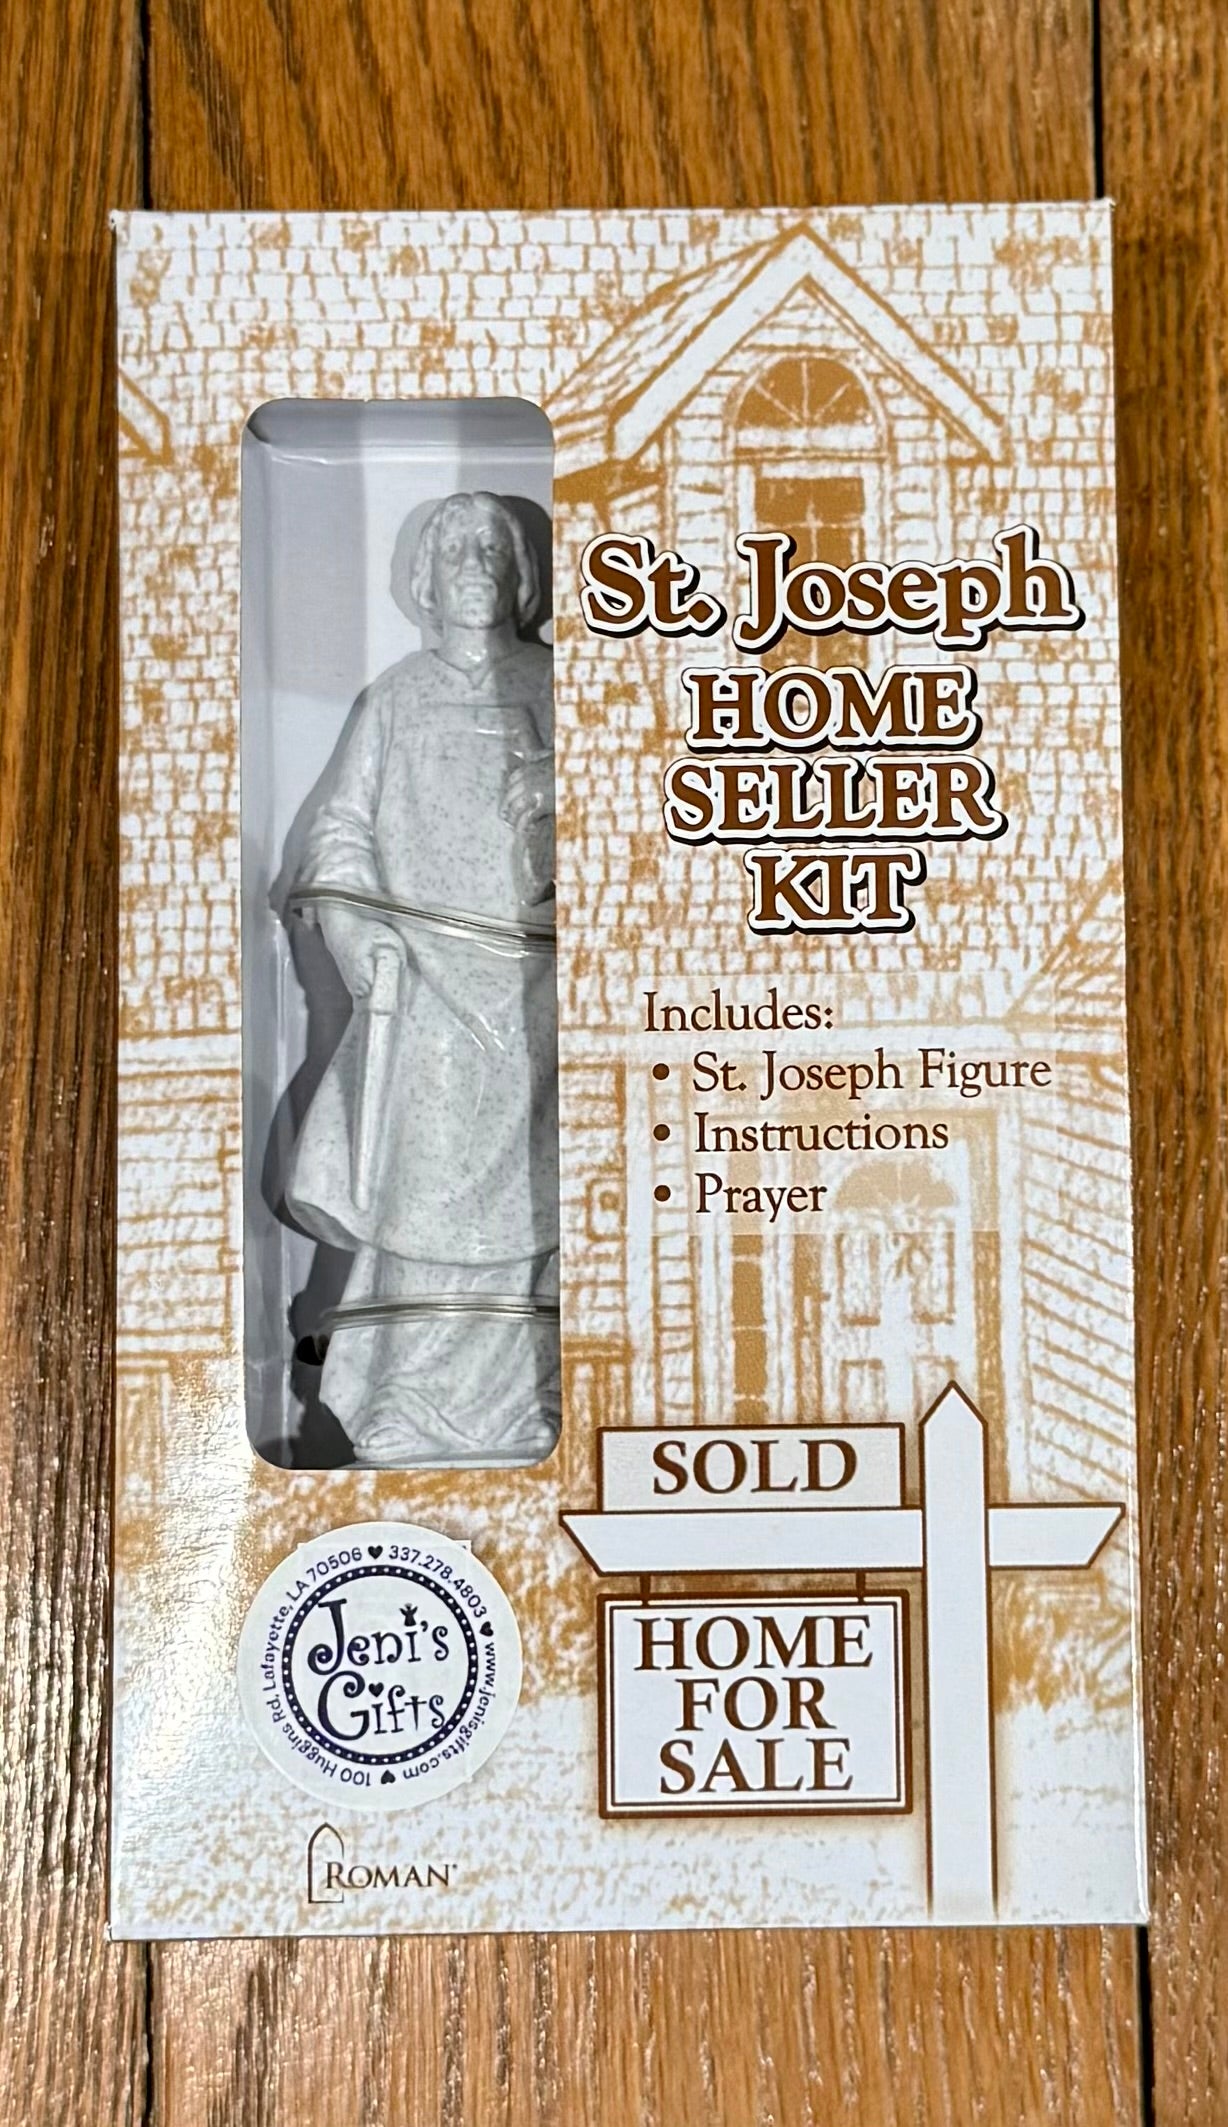 St. Joseph
HOME
SELLER
KIT
Includes:
• St. Joseph Figure
• Instructions
• Prayer
SOLD
HOME
FOR
SALE
100 Huggins Rd. Lafayette, LA 70506 ♥ 337.278.4803 ♥ www.jenisgifts.com ♥
Jeni's
Gifts
ROMAN